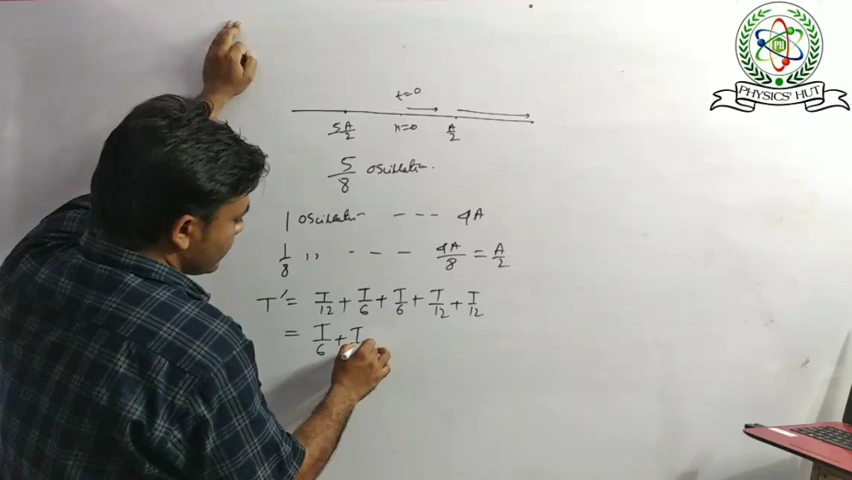 PH
PHYSICS' HUT
t=0
5A/2 x=0 A/2
5/8 oscillation.
1 oscillation --- 4A
1/8 ,, --- 4A/8 = A/2
T' = T/12 + T/6 + T/6 + T/12 + T/12
= T/6 + T